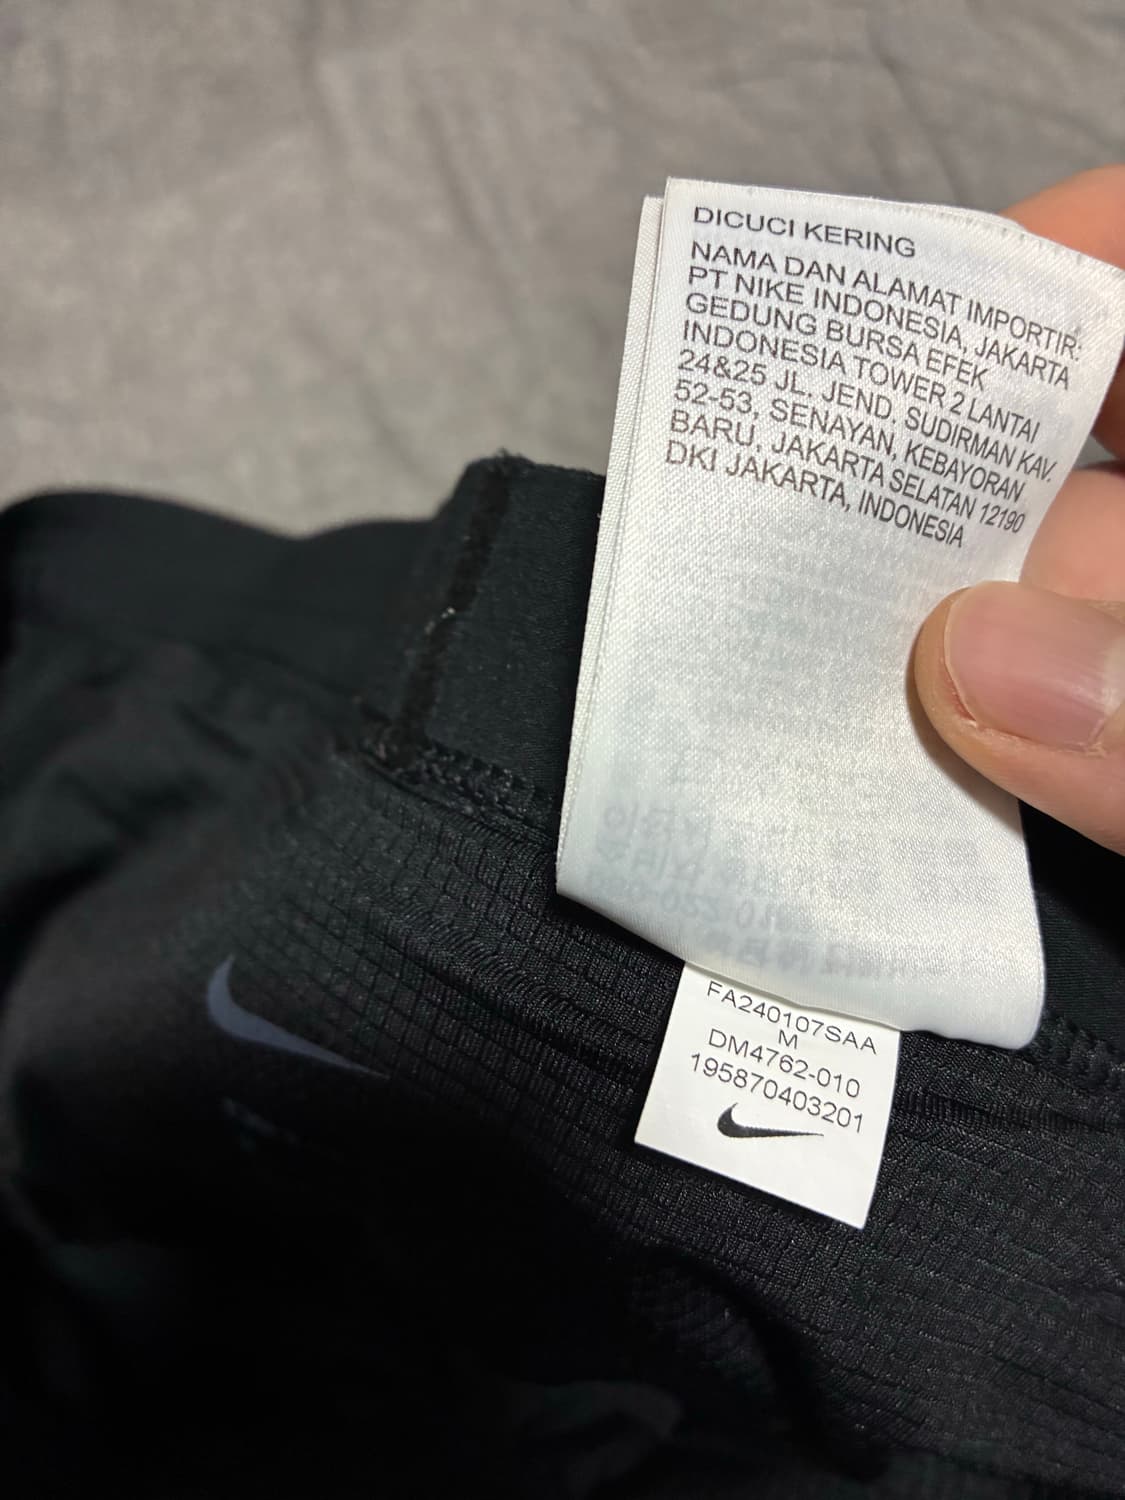 DICUCI KERING
NAMA DAN ALAMAT IMPORTIR:
PT NIKE INDONESIA, JAKARTA
GEDUNG BURSA EFEK
INDONESIA TOWER 2 LANTAI
24&25 JL. JEND. SUDIRMAN KAV.
52-53, SENAYAN, KEBAYORAN
BARU, JAKARTA SELATAN 12190
DKI JAKARTA, INDONESIA
FA240107SAA
M
DM4762-010
195870403201